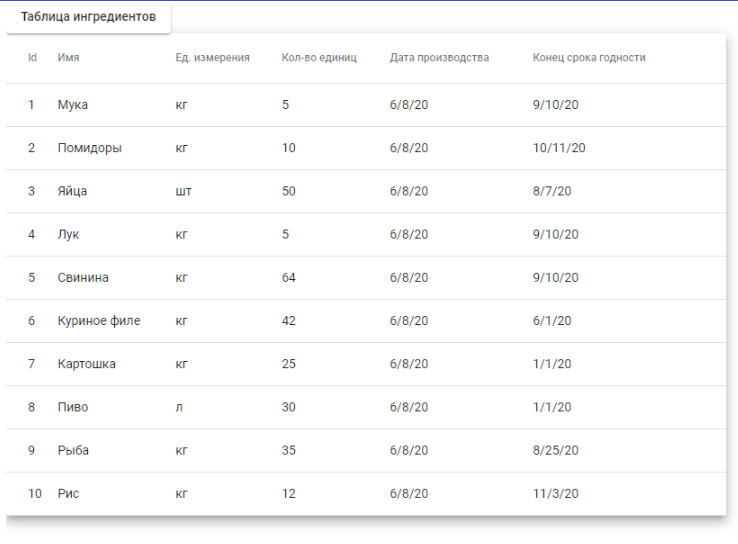 Таблица ингредиентов
Id Имя Ед. измерения Кол-во единиц Дата производства Конец срока годности
1 Мука кг 5 6/8/20 9/10/20
2 Помидоры кг 10 6/8/20 10/11/20
3 Яйца шт 50 6/8/20 8/7/20
4 Лук кг 5 6/8/20 9/10/20
5 Свинина кг 64 6/8/20 9/10/20
6 Куриное филе кг 42 6/8/20 6/1/20
7 Картошка кг 25 6/8/20 1/1/20
8 Пиво л 30 6/8/20 1/1/20
9 Рыба кг 35 6/8/20 8/25/20
10 Рис кг 12 6/8/20 11/3/20